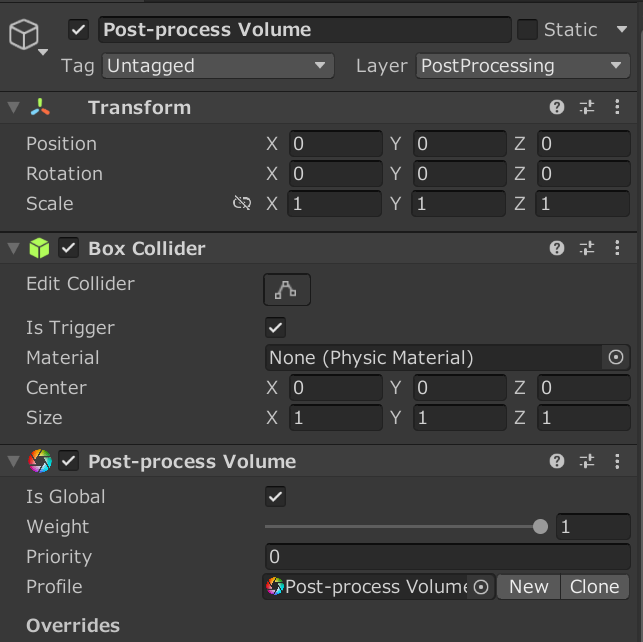 Post-process Volume Static
Tag Untagged Layer PostProcessing
Transform
Position X 0 Y 0 Z 0
Rotation X 0 Y 0 Z 0
Scale X 1 Y 1 Z 1
Box Collider
Edit Collider
Is Trigger
Material None (Physic Material)
Center X 0 Y 0 Z 0
Size X 1 Y 1 Z 1
Post-process Volume
Is Global
Weight 1
Priority 0
Profile Post-process Volume New Clone
Overrides